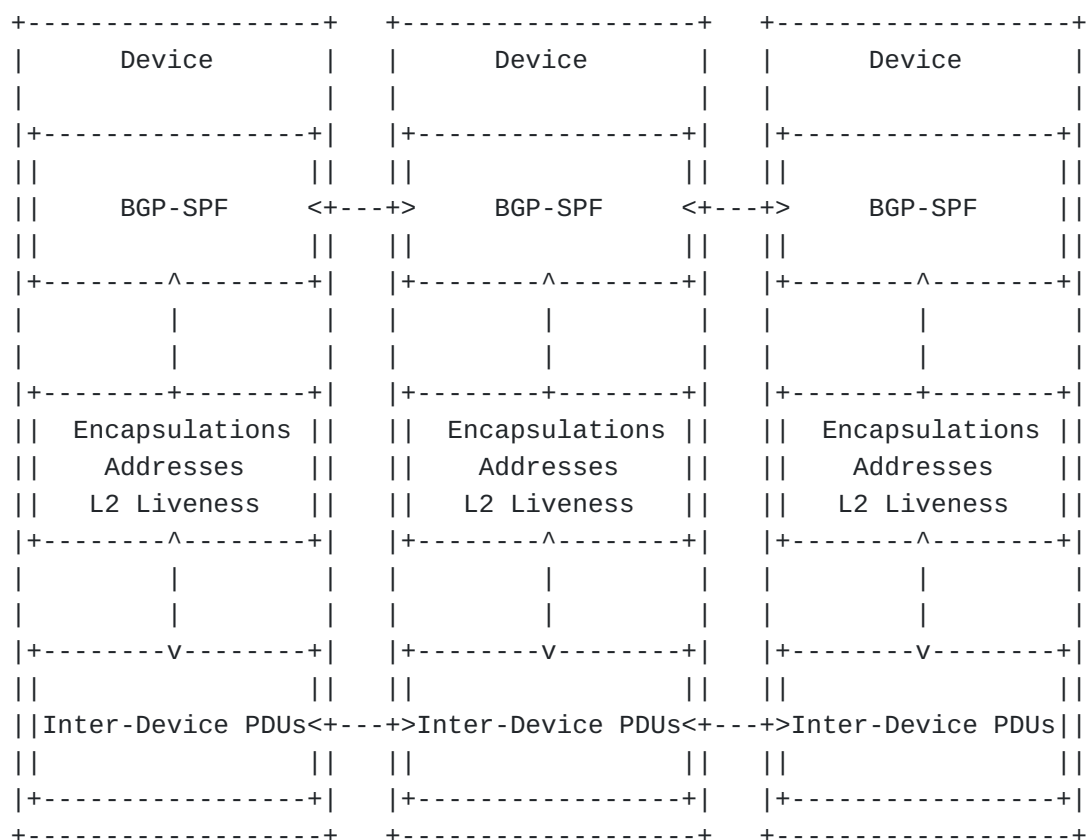 +-------------------+   +-------------------+   +-------------------+
|      Device       |   |      Device       |   |      Device       |
|                   |   |                   |   |                   |
|+-----------------+|   |+-----------------+|   |+-----------------+|
||                 ||   ||                 ||   ||                 ||
||     BGP-SPF     <+---+>     BGP-SPF     <+---+>     BGP-SPF     ||
||                 ||   ||                 ||   ||                 ||
|+--------^--------+|   |+--------^--------+|   |+--------^--------+|
|         |         |   |         |         |   |         |         |
|         |         |   |         |         |   |         |         |
|+--------+--------+|   |+--------+--------+|   |+--------+--------+|
||  Encapsulations ||   ||  Encapsulations ||   ||  Encapsulations ||
||    Addresses    ||   ||    Addresses    ||   ||    Addresses    ||
||   L2 Liveness   ||   ||   L2 Liveness   ||   ||   L2 Liveness   ||
|+--------^--------+|   |+--------^--------+|   |+--------^--------+|
|         |         |   |         |         |   |         |         |
|         |         |   |         |         |   |         |         |
|+--------v--------+|   |+--------v--------+|   |+--------v--------+|
||                 ||   ||                 ||   ||                 ||
||Inter-Device PDUs<+---+>Inter-Device PDUs<+---+>Inter-Device PDUs||
||                 ||   ||                 ||   ||                 ||
|+-----------------+|   |+-----------------+|   |+-----------------+|
+-------------------+   +-------------------+   +-------------------+